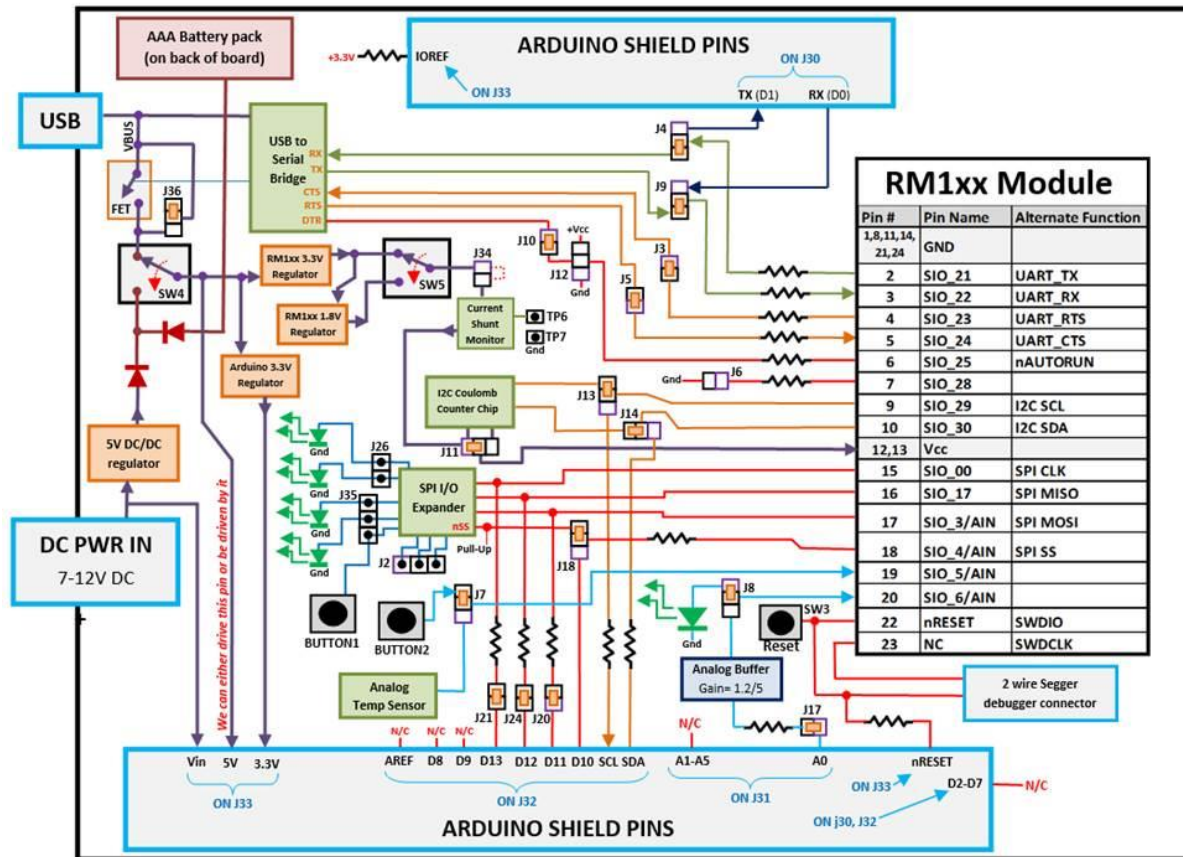 AAA Battery pack
(on back of board)
ARDUINO SHIELD PINS
+3.3V
IOREF
ON J33
ON J30
TX (D1)
RX (D0)
USB
VBUS
USB to
Serial
Bridge
RX
TX
CTS
RTS
DTR
J4
J9
FET
J36
SW4
RM1xx 3.3V
Regulator
RM1xx 1.8V
Regulator
SW5
J34
J10
+Vcc
J12
Gnd
J3
J5
Current
Shunt
Monitor
TP6
TP7
Gnd
Arduino 3.3V
Regulator
I2C Coulomb
Counter Chip
J13
J14
J11
Gnd
J6
RM1xx Module
Pin # Pin Name Alternate Function
1,8,11,14,
21,24 GND
2 SIO_21 UART_TX
3 SIO_22 UART_RX
4 SIO_23 UART_RTS
5 SIO_24 UART_CTS
6 SIO_25 nAUTORUN
7 SIO_28
9 SIO_29 I2C SCL
10 SIO_30 I2C SDA
12,13 Vcc
15 SIO_00 SPI CLK
16 SIO_17 SPI MISO
17 SIO_3/AIN SPI MOSI
18 SIO_4/AIN SPI SS
19 SIO_5/AIN
20 SIO_6/AIN
22 nRESET SWDIO
23 NC SWDCLK
5V DC/DC
regulator
DC PWR IN
7-12V DC
We can either drive this pin or be driven by it
Gnd
Gnd
Gnd
Gnd
J26
J35
SPI I/O
Expander
nSS
Pull-Up
J2
J18
BUTTON1
BUTTON2
J7
Gnd
J8
SW3
Reset
Analog
Temp Sensor
Analog Buffer
Gain= 1.2/5
2 wire Segger
debugger connector
J21
J24
J20
J17
N/C
N/C
N/C
N/C
Vin
5V
3.3V
AREF
D8
D9
D13
D12
D11
D10
SCL
SDA
A1-A5
A0
nRESET
D2-D7
N/C
ON J33
ON J32
ON J31
ON J33
ON j30, J32
ARDUINO SHIELD PINS